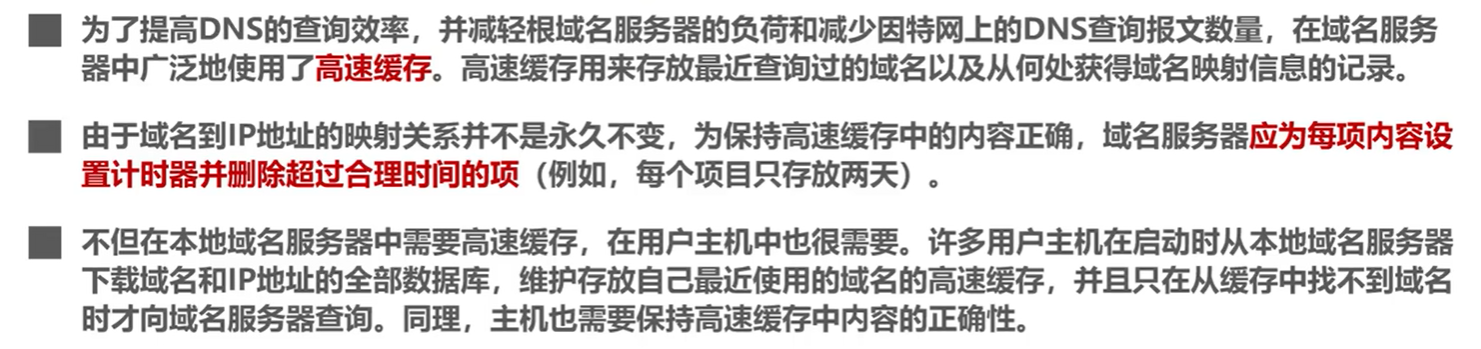 为了提高DNS的查询效率，并减轻根域名服务器的负荷和减少因特网上的DNS查询报文数量，在域名服务
器中广泛地使用了高速缓存。高速缓存用来存放最近查询过的域名以及从何处获得域名映射信息的记录。
由于域名到IP地址的映射关系并不是永久不变，为保持高速缓存中的内容正确，域名服务器应为每项内容设
置计时器并删除超过合理时间的项（例如，每个项目只存放两天）。
不但在本地域名服务器中需要高速缓存，在用户主机中也很需要。许多用户主机在启动时从本地域名服务器
下载域名和IP地址的全部数据库，维护存放自己最近使用的域名的高速缓存，并且只在从缓存中找不到域名
时才向域名服务器查询。同理，主机也需要保持高速缓存中内容的正确性。